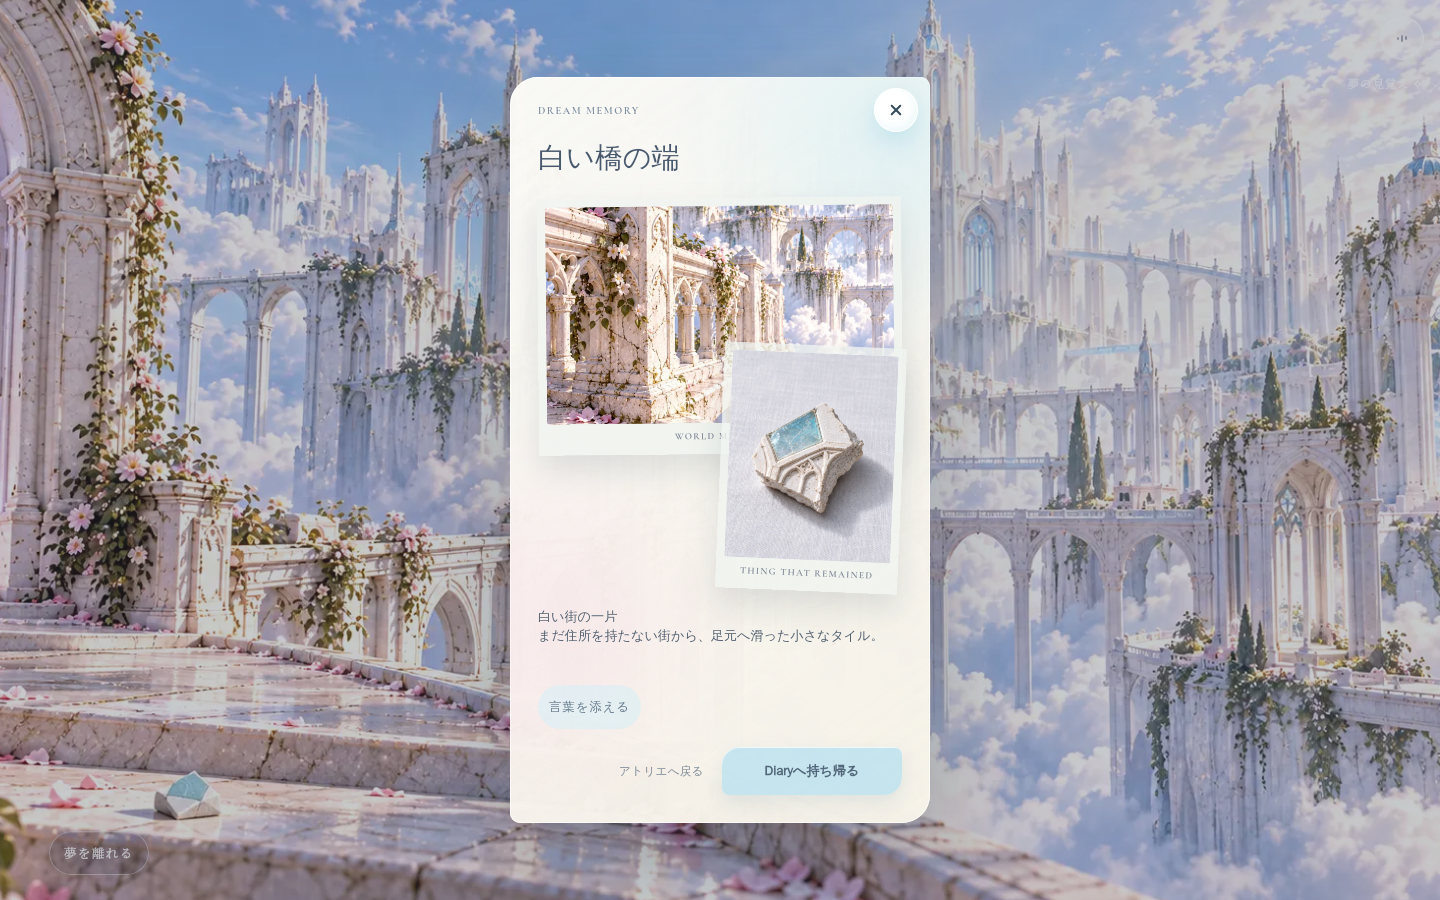 DREAM MEMORY
白い橋の端
WORLD M
THING THAT REMAINED
白い街の一片
まだ住所を持たない街から、足元へ滑った小さなタイル。
言葉を添える
アトリエへ戻る
Diaryへ持ち帰る
夢を離れる